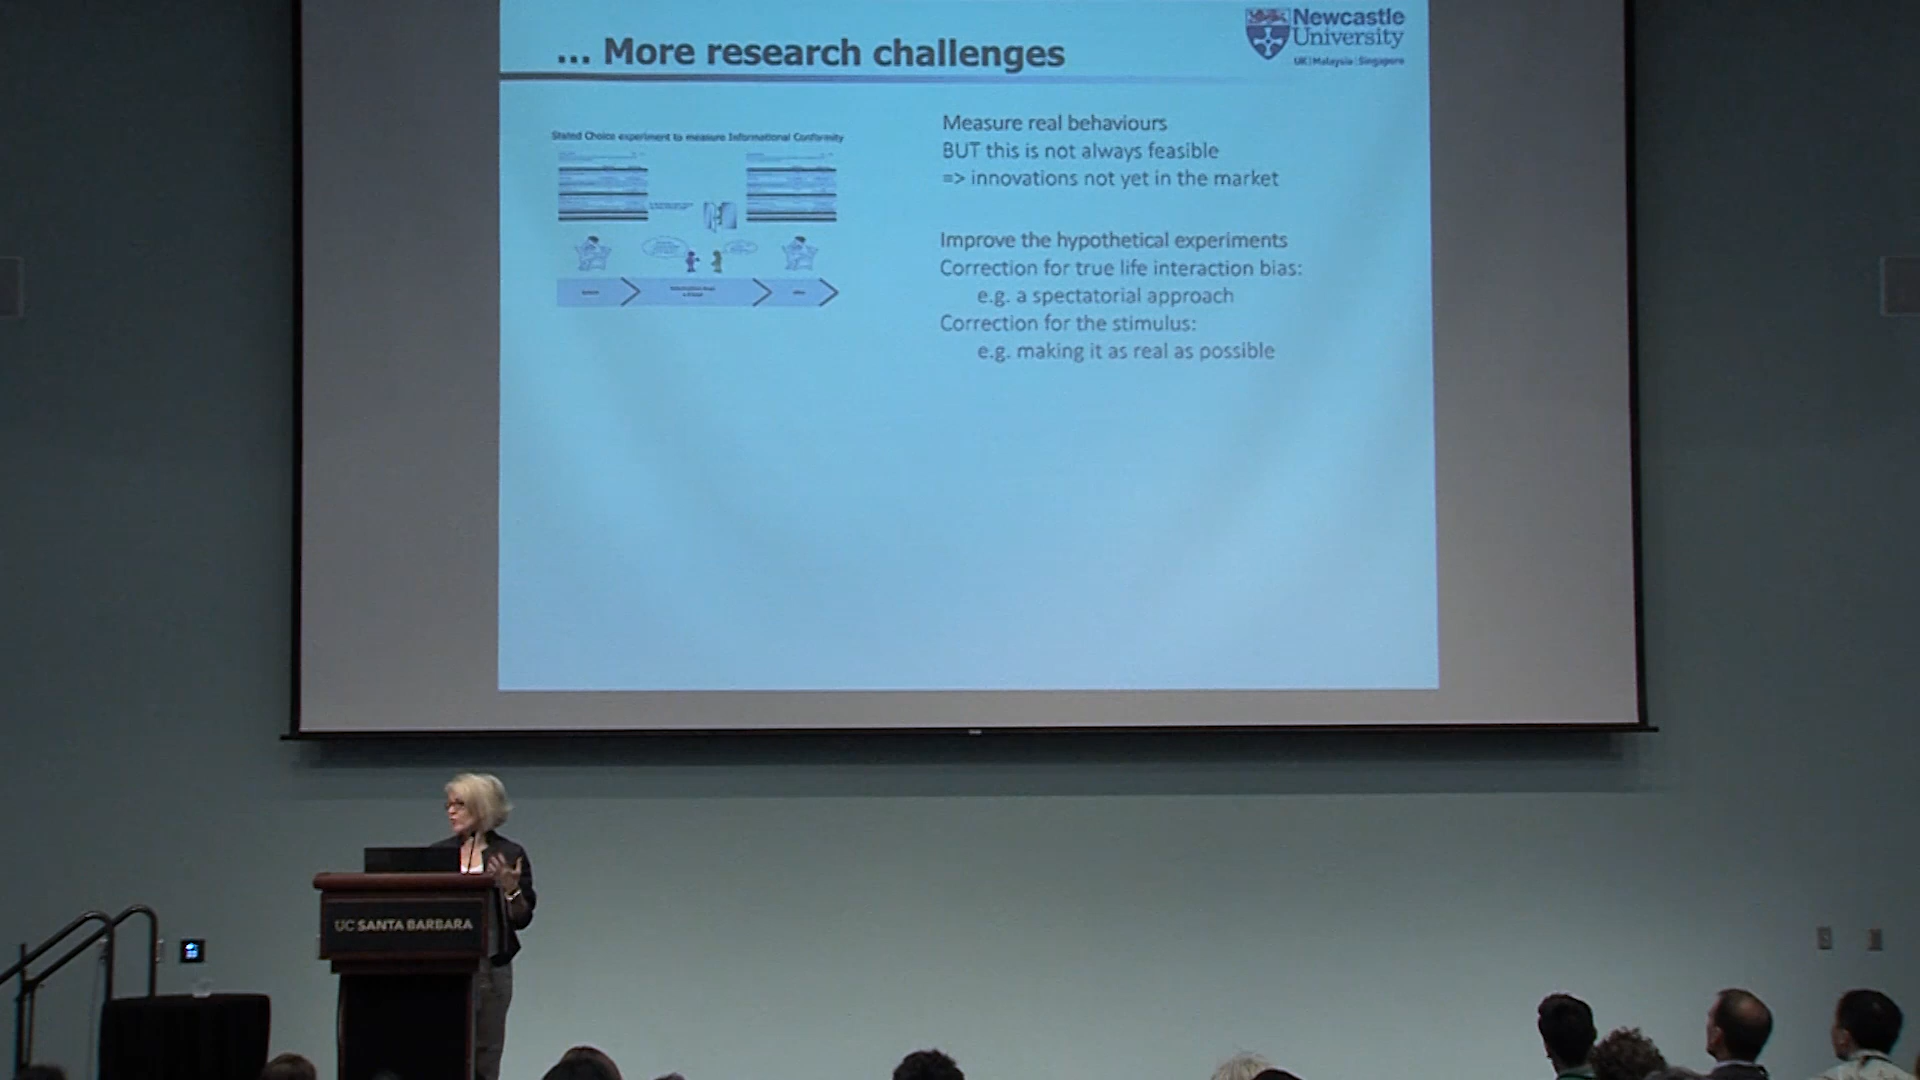 ... More research challenges
Newcastle
University
UK|Malaysia|Singapore
Stated Choice experiment to measure Informational Conformity
Measure real behaviours
BUT this is not always feasible
=> innovations not yet in the market
Improve the hypothetical experiments
Correction for true life interaction bias:
e.g. a spectatorial approach
Correction for the stimulus:
e.g. making it as real as possible
UC SANTA BARBARA